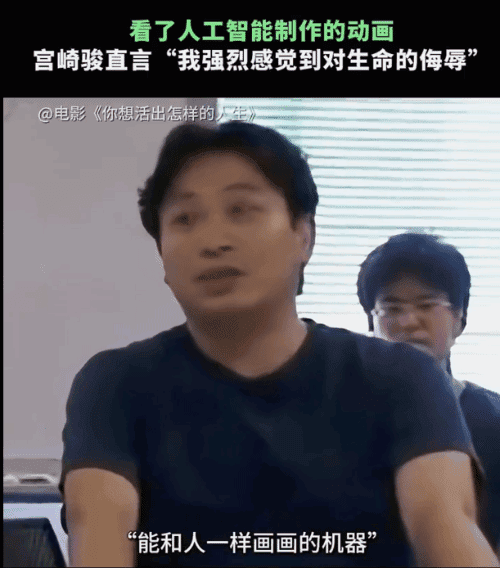 看了人工智能制作的动画
宫崎骏直言“我强烈感觉到对生命的侮辱”
@电影《你想活出怎样的人生》
“能和人一样画画的机器”